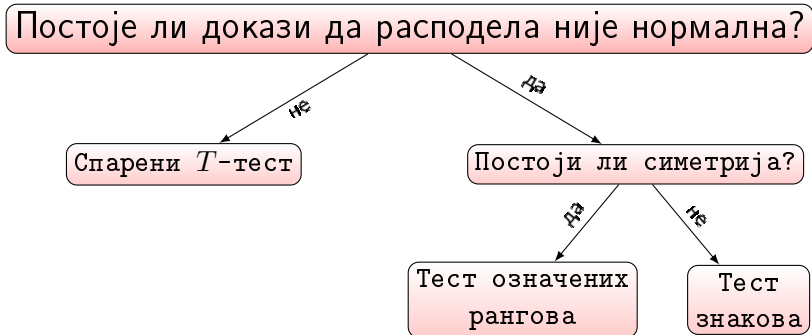 Постоје ли докази да расподела није нормална?
не
да
Спарени T-тест
Постоји ли симетрија?
да
не
Тест означених
рангова
Тест
знакова